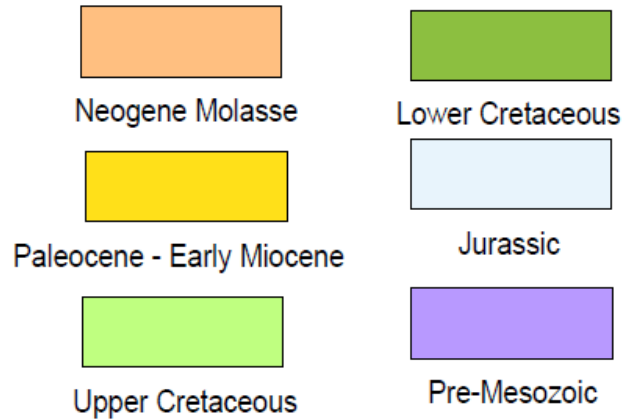 Neogene Molasse
Lower Cretaceous
Paleocene - Early Miocene
Jurassic
Upper Cretaceous
Pre-Mesozoic